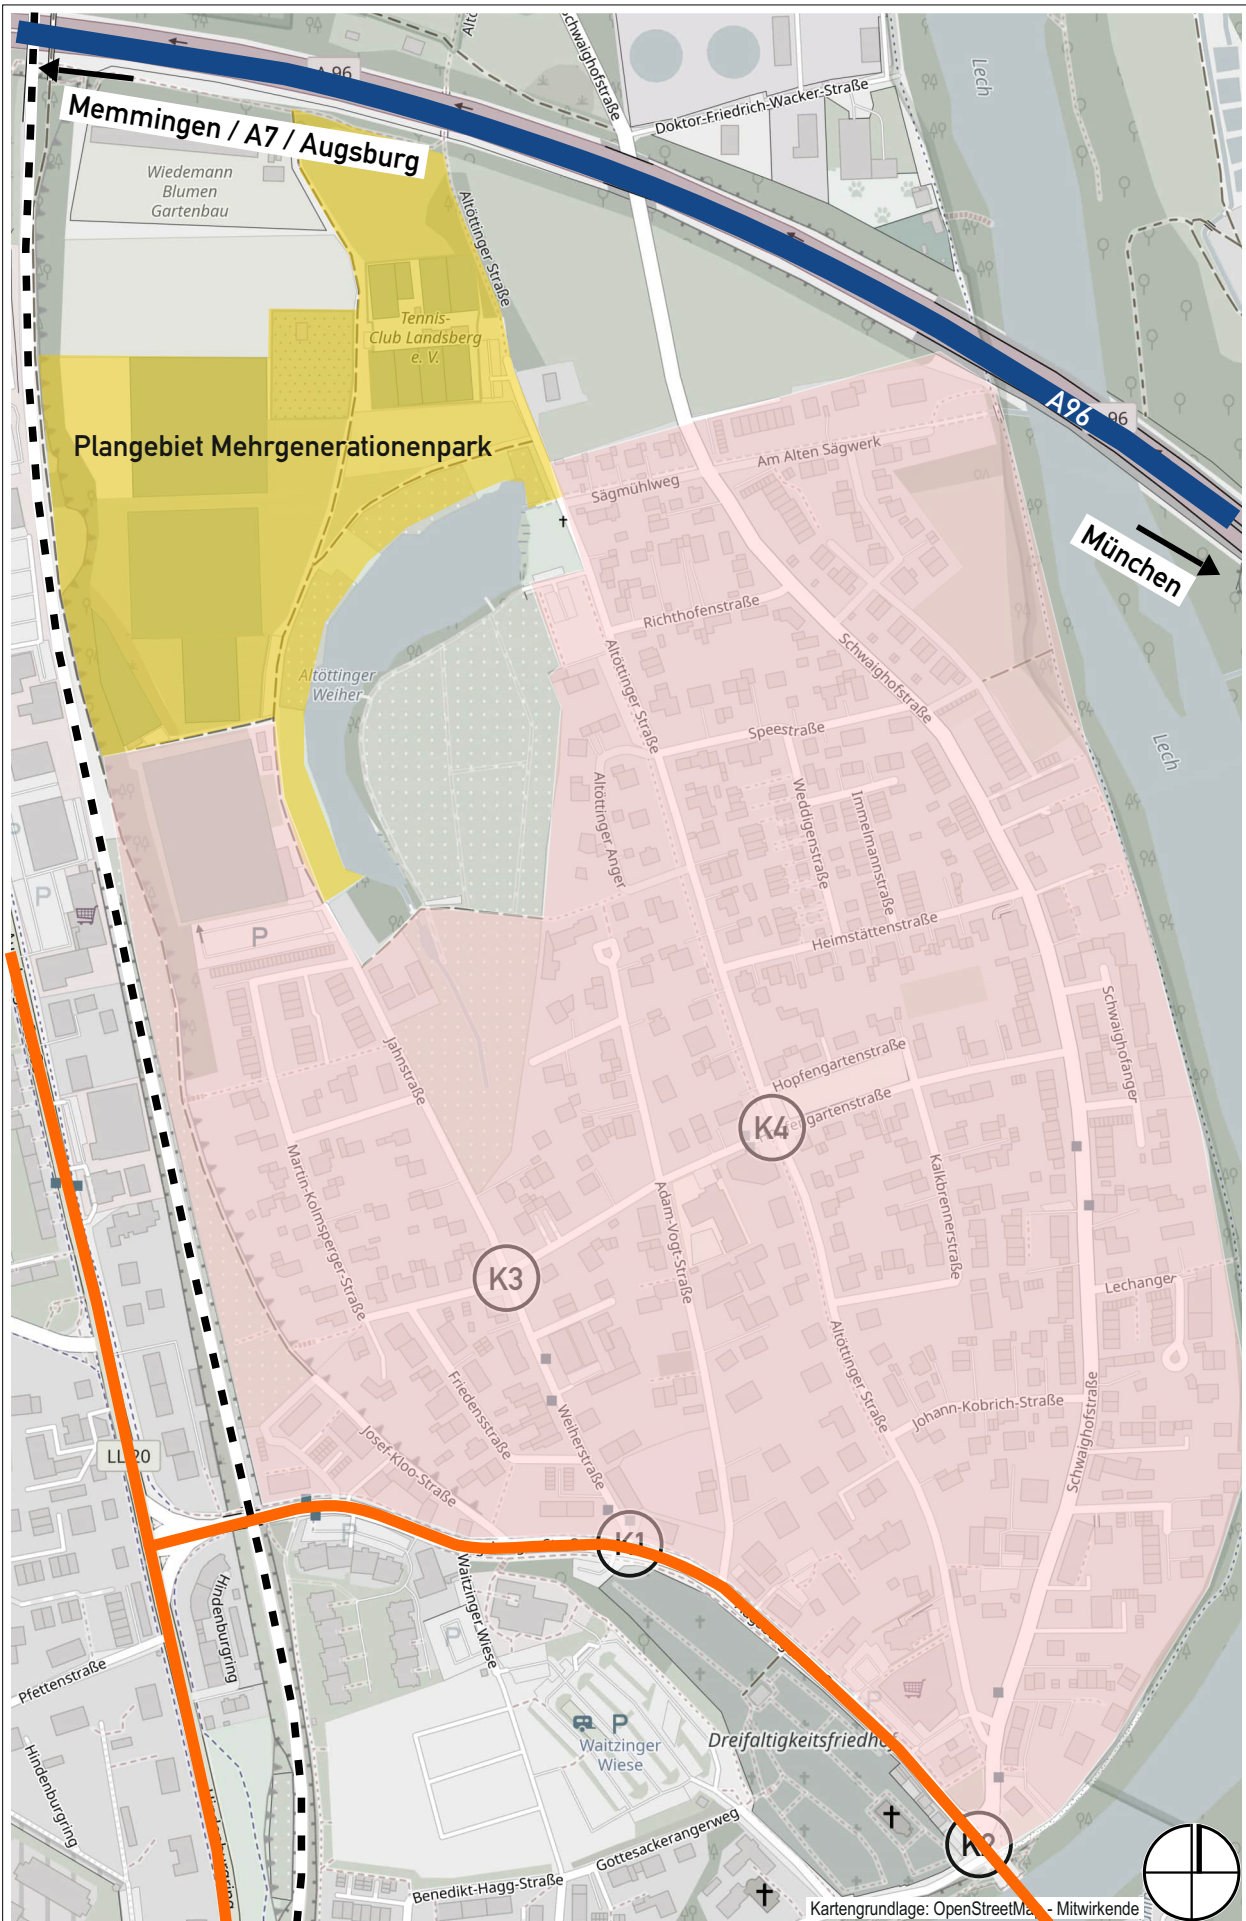 A 96
Schwaighofstraße
Doktor-Friedrich-Wacker-Straße
Lech
Memmingen / A7 / Augsburg
Wiedemann
Blumen
Gartenbau
Altöttinger Straße
Tennis-
Club Landsberg
e. V.
A96
96
Plangebiet Mehrgenerationenpark
Am Alten Sägwerk
Sägmühlweg
München
Richthofenstraße
Altöttinger
Weiher
Altöttinger Straße
Schwaighofstraße
Speestraße
Lech
Altöttinger Anger
Weddigenstraße
Immelmannstraße
P
P
Heimstättenstraße
Schwaighofanger
Jahnstraße
Hopfengartenstraße
K4
Martin-Kolmsperger-Straße
Adam-Vogt-Straße
Kalkbrennerstraße
K3
Lechanger
Altöttinger Straße
Friedensstraße
Weiherstraße
Johann-Kobrich-Straße
Schwaighofstraße
Josef-Kloo-Straße
LL 20
P
K1
Waitzinger Wiese
Hindenburgring
Pfettenstraße
P
P
P
Waitzinger
Wiese
Dreifaltigkeitsfriedhof
Hindenburgring
Hindenburgring
K2
Gottesackerangerweg
Benedikt-Hagg-Straße
Kartengrundlage: OpenStreetMap - Mitwirkende